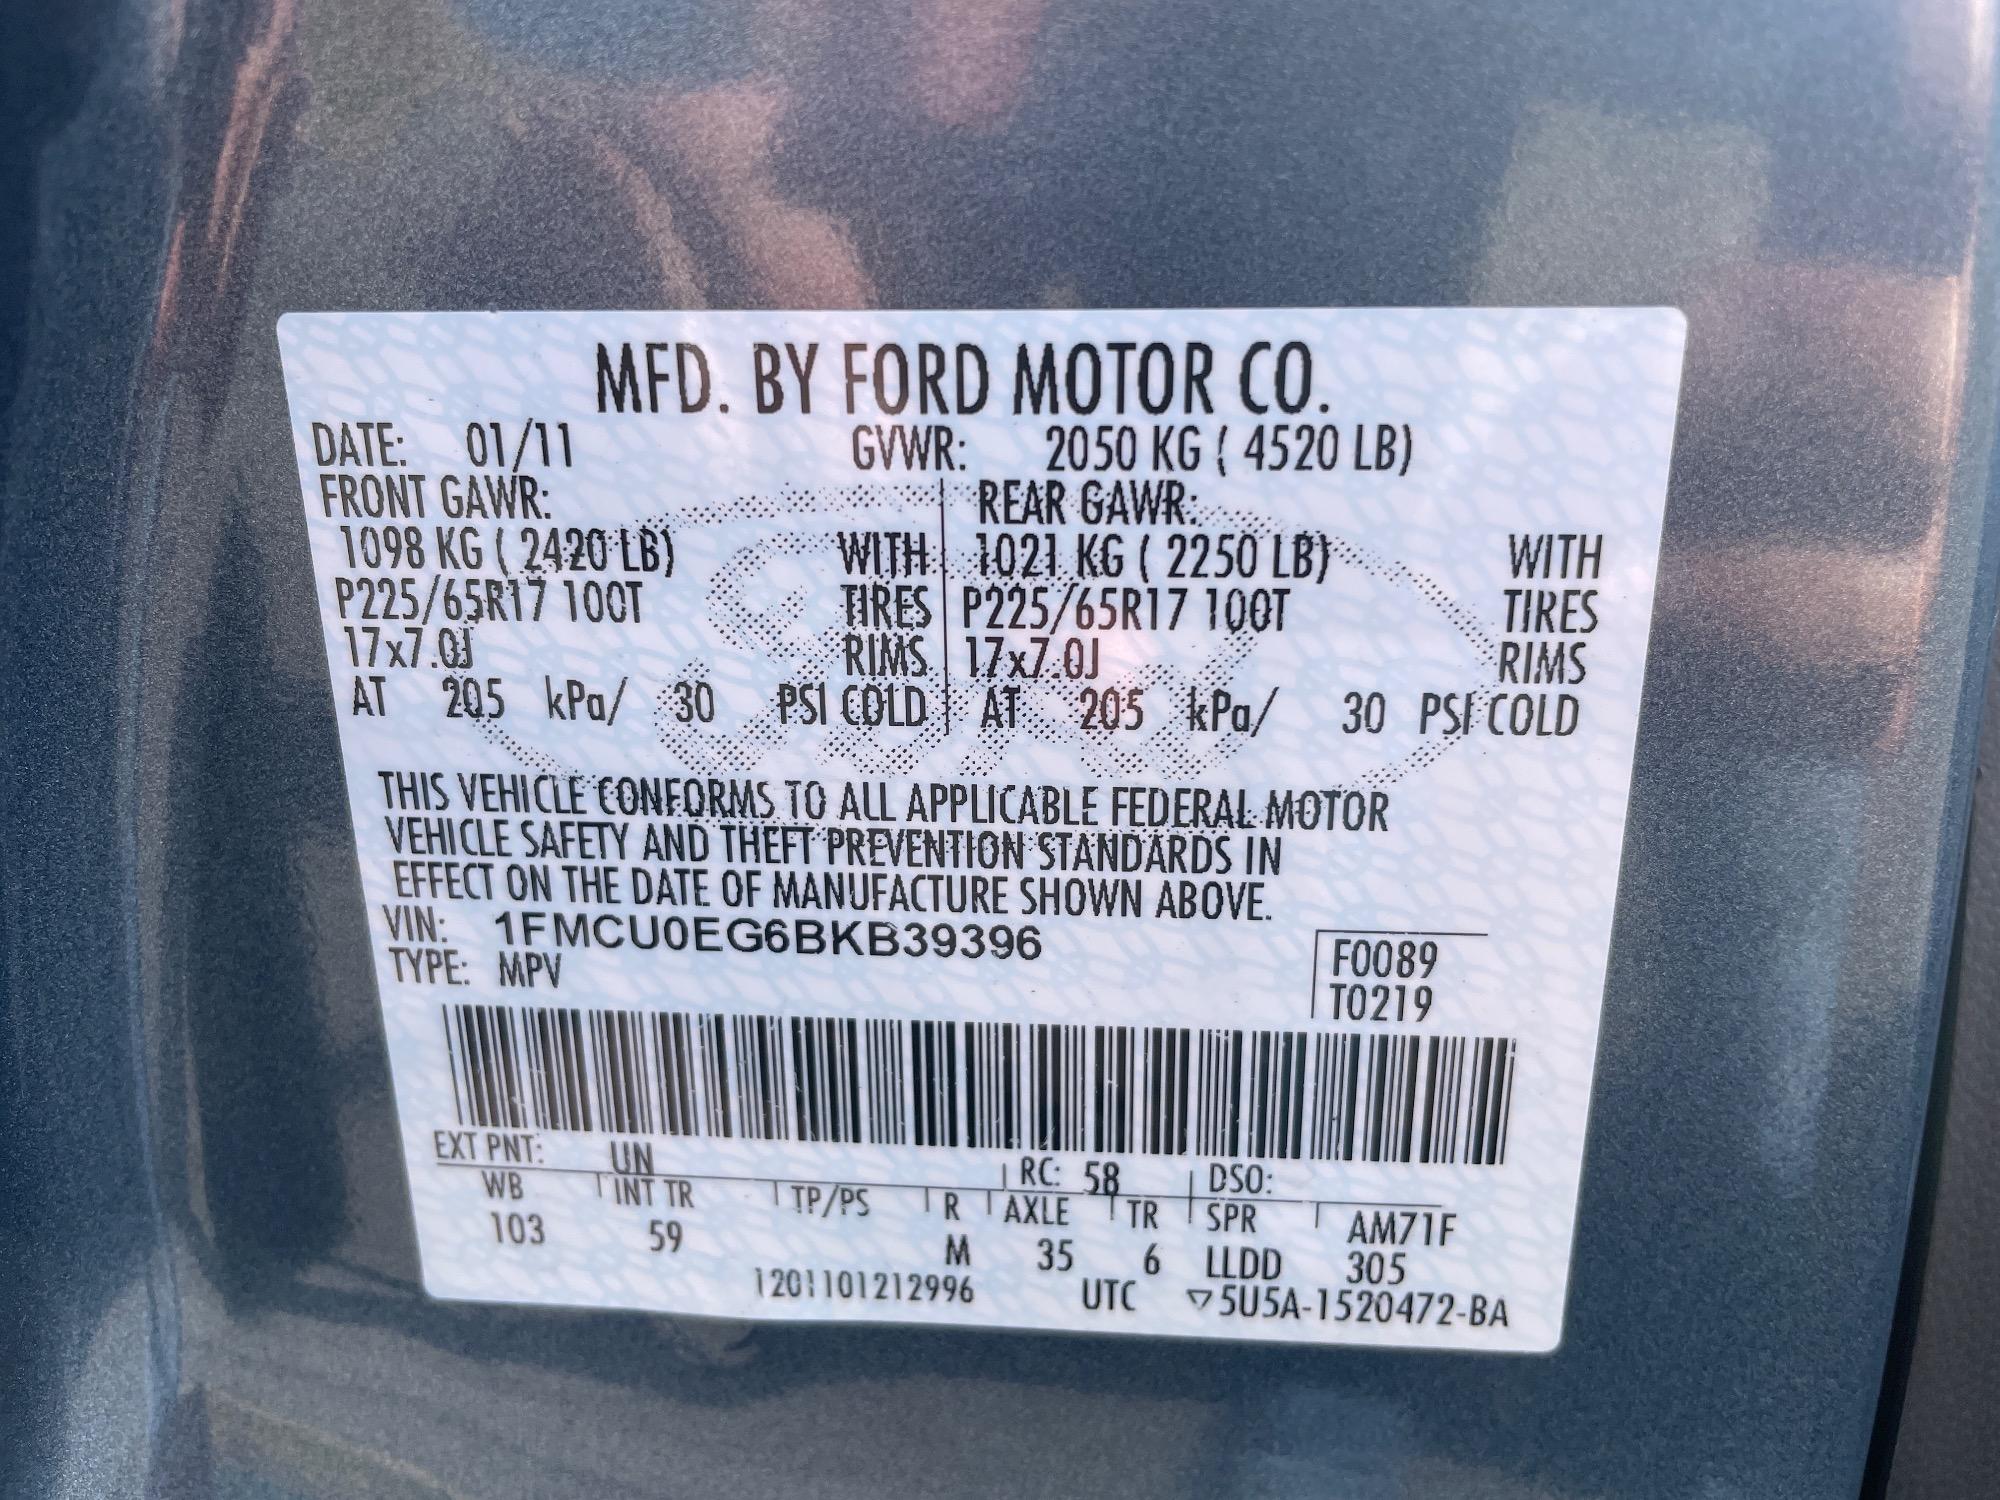 MFD. BY FORD MOTOR CO.
DATE: 01/11 GVWR: 2050 KG ( 4520 LB)
FRONT GAWR: REAR GAWR:
1098 KG ( 2420 LB) WITH 1021 KG ( 2250 LB) WITH
P225/65R17 100T TIRES P225/65R17 100T TIRES
17x7.0J RIMS 17x7.0J RIMS
AT 205 kPa/ 30 PSI COLD AT 205 kPa/ 30 PSI COLD
THIS VEHICLE CONFORMS TO ALL APPLICABLE FEDERAL MOTOR
VEHICLE SAFETY AND THEFT PREVENTION STANDARDS IN
EFFECT ON THE DATE OF MANUFACTURE SHOWN ABOVE.
VIN: 1FMCU0EG6BKB39396 F0089
TYPE: MPV T0219
EXT PNT: UN RC: 58 DSO:
WB INT TR TP/PS R AXLE TR SPR AM71F
103 59 M 35 6 LLDD 305
1201101212996 UTC ▽5U5A-1520472-BA